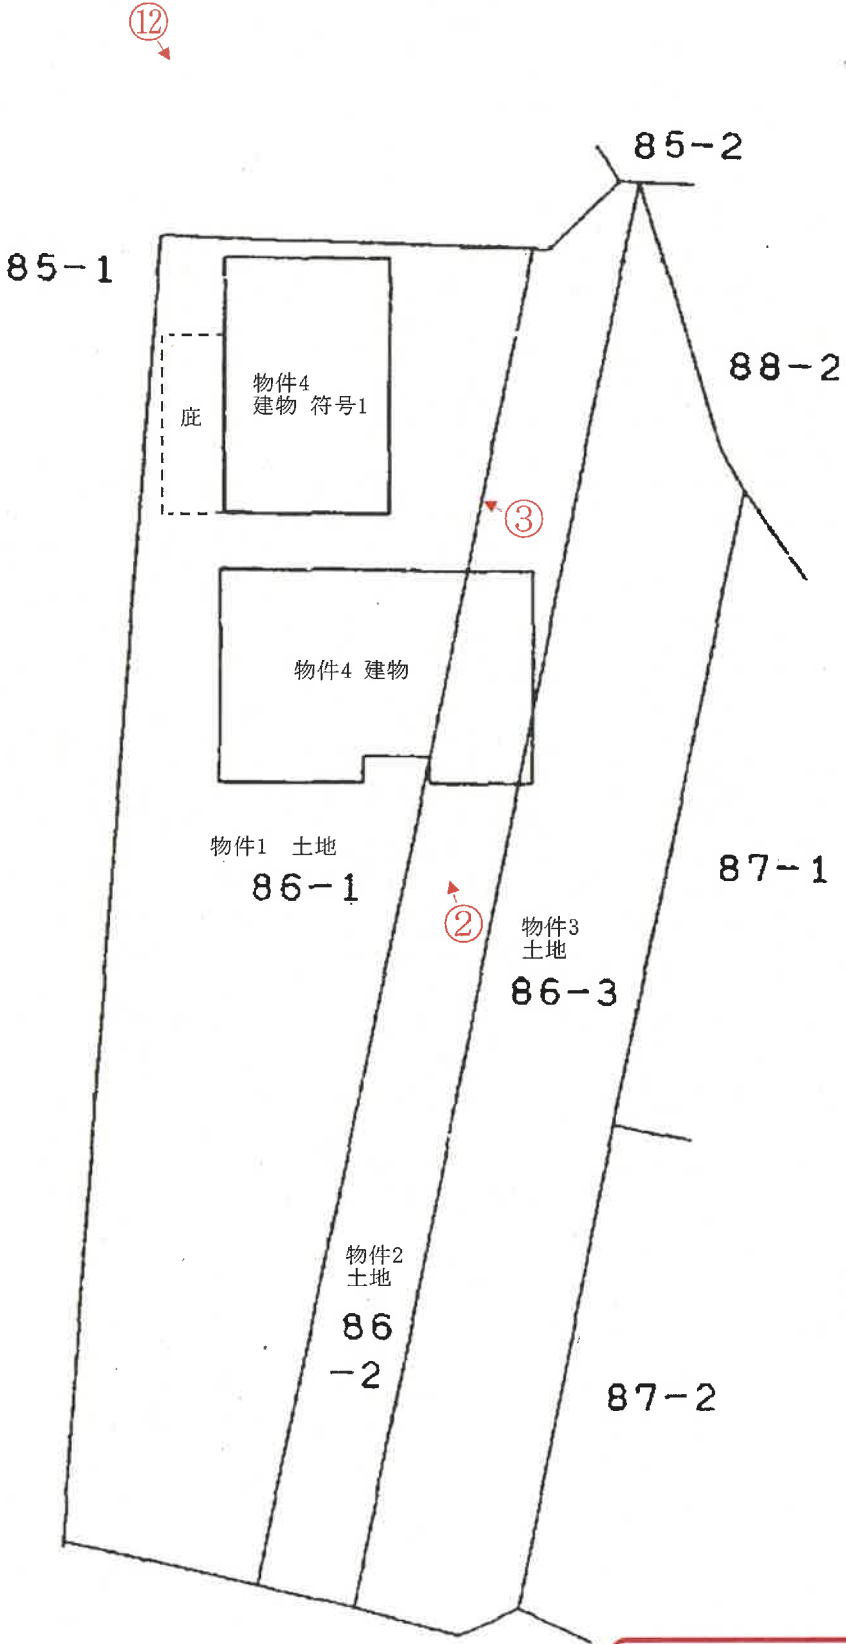 ⑫
85-2
85-1
88-2
物件4
建物 符号1
庇
③
物件4 建物
物件1 土地
86-1
87-1
②
物件3
土地
86-3
物件2
土地
86
-2
87-2